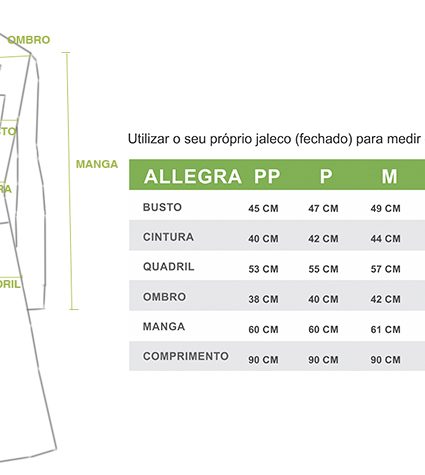 OMBRO
TO
MANGA
RA
DRIL
Utilizar o seu próprio jaleco (fechado) para medir
ALLEGRA PP P M
BUSTO 45 CM 47 CM 49 CM
CINTURA 40 CM 42 CM 44 CM
QUADRIL 53 CM 55 CM 57 CM
OMBRO 38 CM 40 CM 42 CM
MANGA 60 CM 60 CM 61 CM
COMPRIMENTO 90 CM 90 CM 90 CM